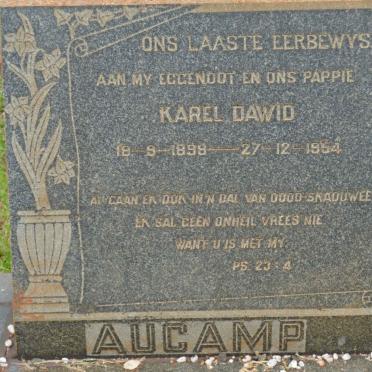 ONS LAASTE EERBEWYS
AAN MY EGGENOOT EN ONS PAPPIE
KAREL DAWID
18-9-1898 — 27-12-1954
AL GAAN EK OOK IN 'N DAL VAN DOOD-SKADUWEE
EK SAL GEEN ONHEIL VREES NIE
WANT U IS MET MY.
PS. 23:4
AUCAMP